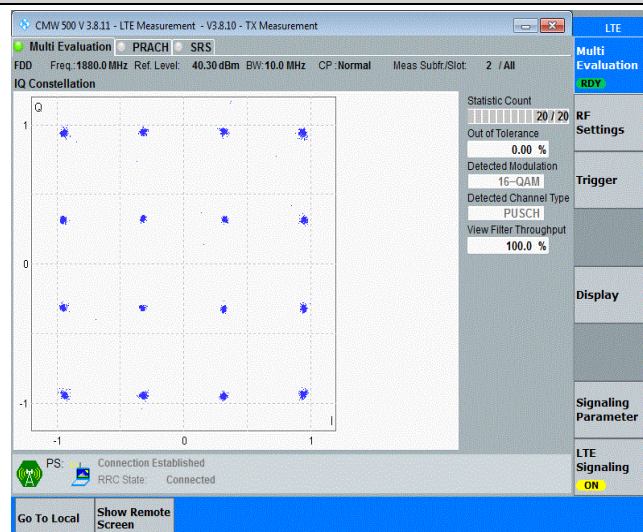 CMW 500 V 3.8.11 - LTE Measurement - V3.8.10 - TX Measurement
LTE
Multi Evaluation PRACH SRS
FDD Freq.:1880.0 MHz Ref. Level: 40.30 dBm BW:10.0 MHz CP :Normal Meas Subfr./Slot: 2 / All
IQ Constellation
Q
1
0
-1
I
-1 0 1
Statistic Count
20 / 20
Out of Tolerance
0.00 %
Detected Modulation
16-QAM
Detected Channel Type
PUSCH
View Filter Throughput
100.0 %
Multi
Evaluation
RDY
RF
Settings
Trigger
Display
Signaling
Parameter
LTE
Signaling
ON
PS: Connection Established
RRC State: Connected
Go To Local
Show Remote
Screen